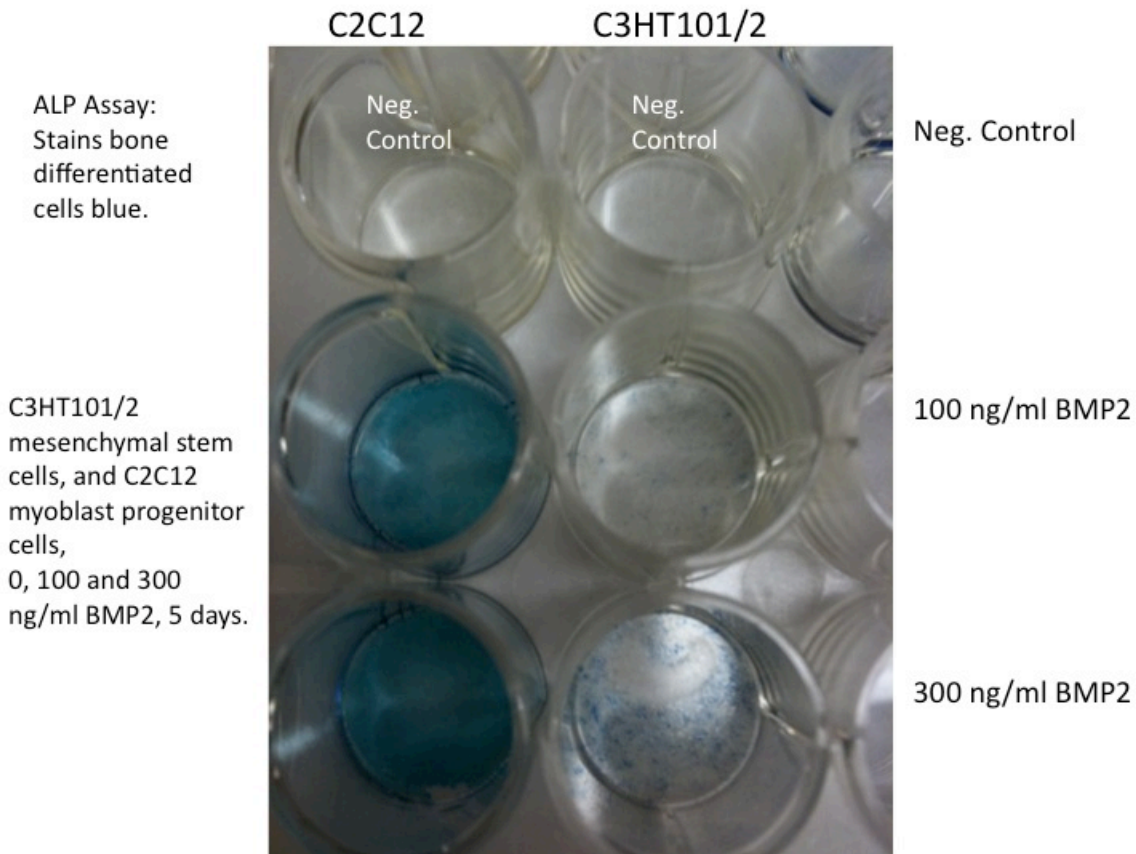 C2C12
C3HT101/2
ALP Assay:
Stains bone
differentiated
cells blue.
Neg.
Control
Neg.
Control
Neg. Control
C3HT101/2
mesenchymal stem
cells, and C2C12
myoblast progenitor
cells,
0, 100 and 300
ng/ml BMP2, 5 days.
100 ng/ml BMP2
300 ng/ml BMP2